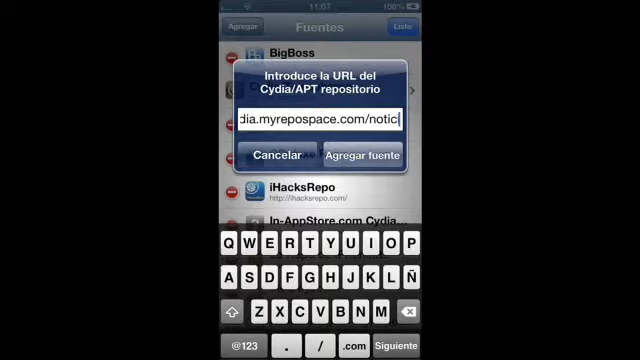 11:07
100%
Agregar
Fuentes
Listo
BigBoss
Introduce la URL del
Cydia/APT repositorio
dia.myrepospace.com/notici
Cancelar
Agregar fuente
iHacksRepo
http://ihacksrepo.com/
In-AppStore.com Cydia...
Q W E R T Y U I O P
A S D F G H J K L Ñ
Z X C V B N M
@123
.
/
.com
Siguiente